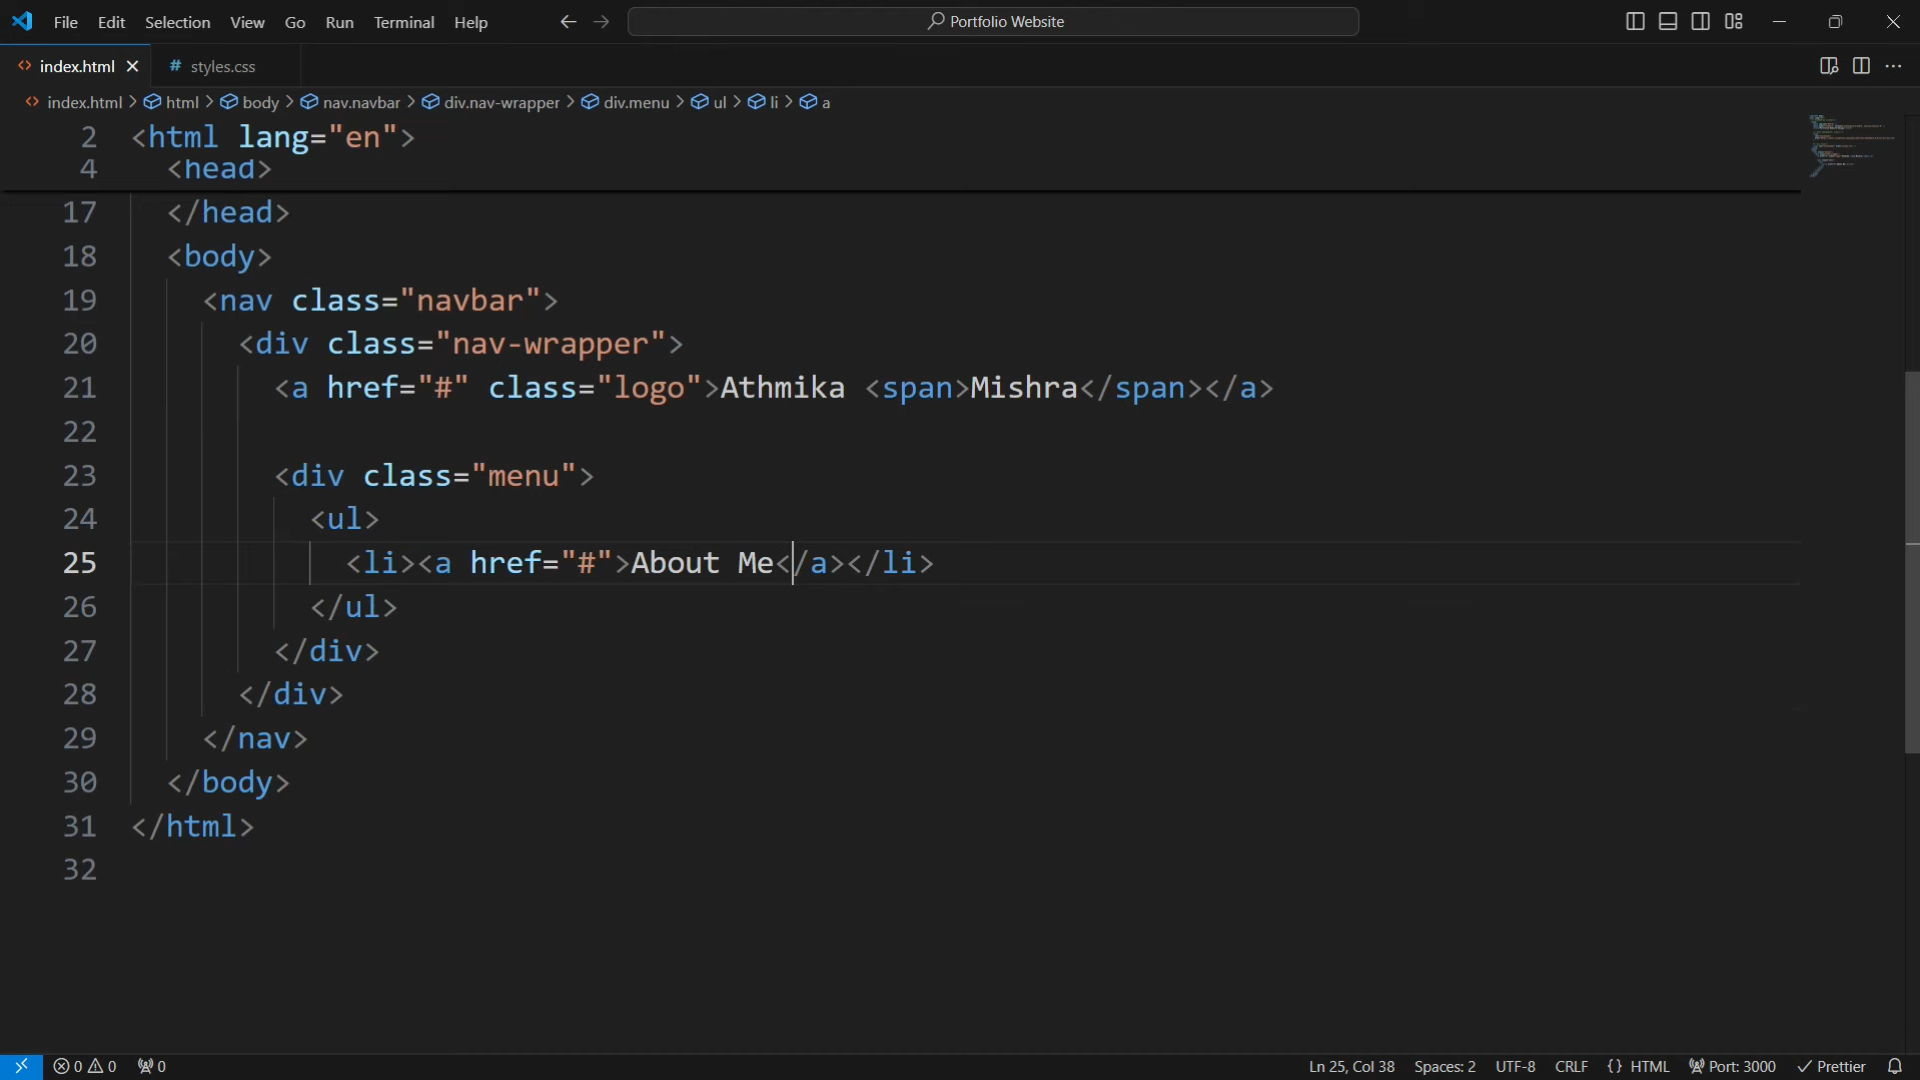 File Edit Selection View Go Run Terminal Help Portfolio Website
index.html # styles.css
index.html > html > body > nav.navbar > div.nav-wrapper > div.menu > ul > li > a
2 <html lang="en">
4 <head>
17 </head>
18 <body>
19 <nav class="navbar">
20 <div class="nav-wrapper">
21 <a href="#" class="logo">Athmika <span>Mishra</span></a>
22
23 <div class="menu">
24 <ul>
25 <li><a href="#">About Me</a></li>
26 </ul>
27 </div>
28 </div>
29 </nav>
30 </body>
31 </html>
32
0 0 0 Ln 25, Col 38 Spaces: 2 UTF-8 CRLF {} HTML Port: 3000 Prettier